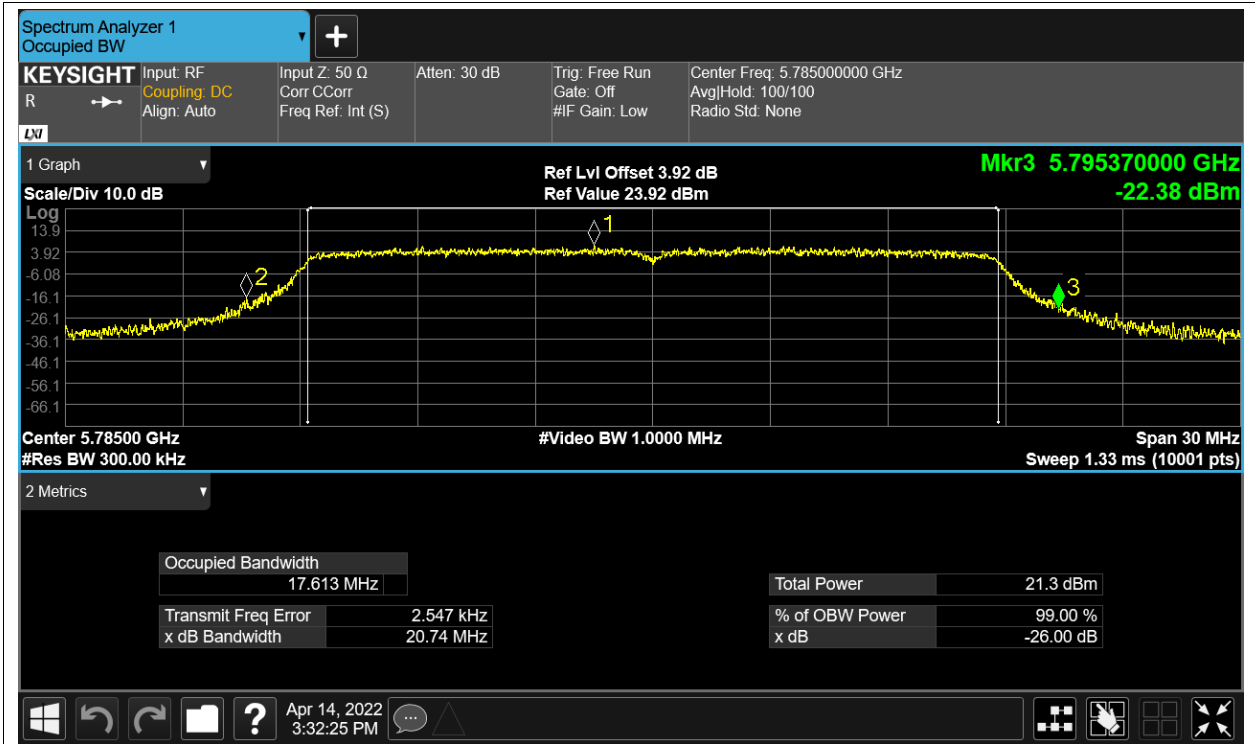 Spectrum Analyzer 1
Occupied BW
KEYSIGHT
R
LXI
Input: RF
Coupling: DC
Align: Auto
Input Z: 50 Ω
Corr CCorr
Freq Ref: Int (S)
Atten: 30 dB
Trig: Free Run
Gate: Off
#IF Gain: Low
Center Freq: 5.785000000 GHz
Avg|Hold: 100/100
Radio Std: None
1 Graph
Scale/Div 10.0 dB
Ref Lvl Offset 3.92 dB
Ref Value 23.92 dBm
Mkr3 5.795370000 GHz
-22.38 dBm
Log
13.9
3.92
-6.08
-16.1
-26.1
-36.1
-46.1
-56.1
-66.1
1
2
3
Center 5.78500 GHz
#Res BW 300.00 kHz
#Video BW 1.0000 MHz
Span 30 MHz
Sweep 1.33 ms (10001 pts)
2 Metrics
Occupied Bandwidth
17.613 MHz
Transmit Freq Error 2.547 kHz
x dB Bandwidth 20.74 MHz
Total Power 21.3 dBm
% of OBW Power 99.00 %
x dB -26.00 dB
?
Apr 14, 2022
3:32:25 PM